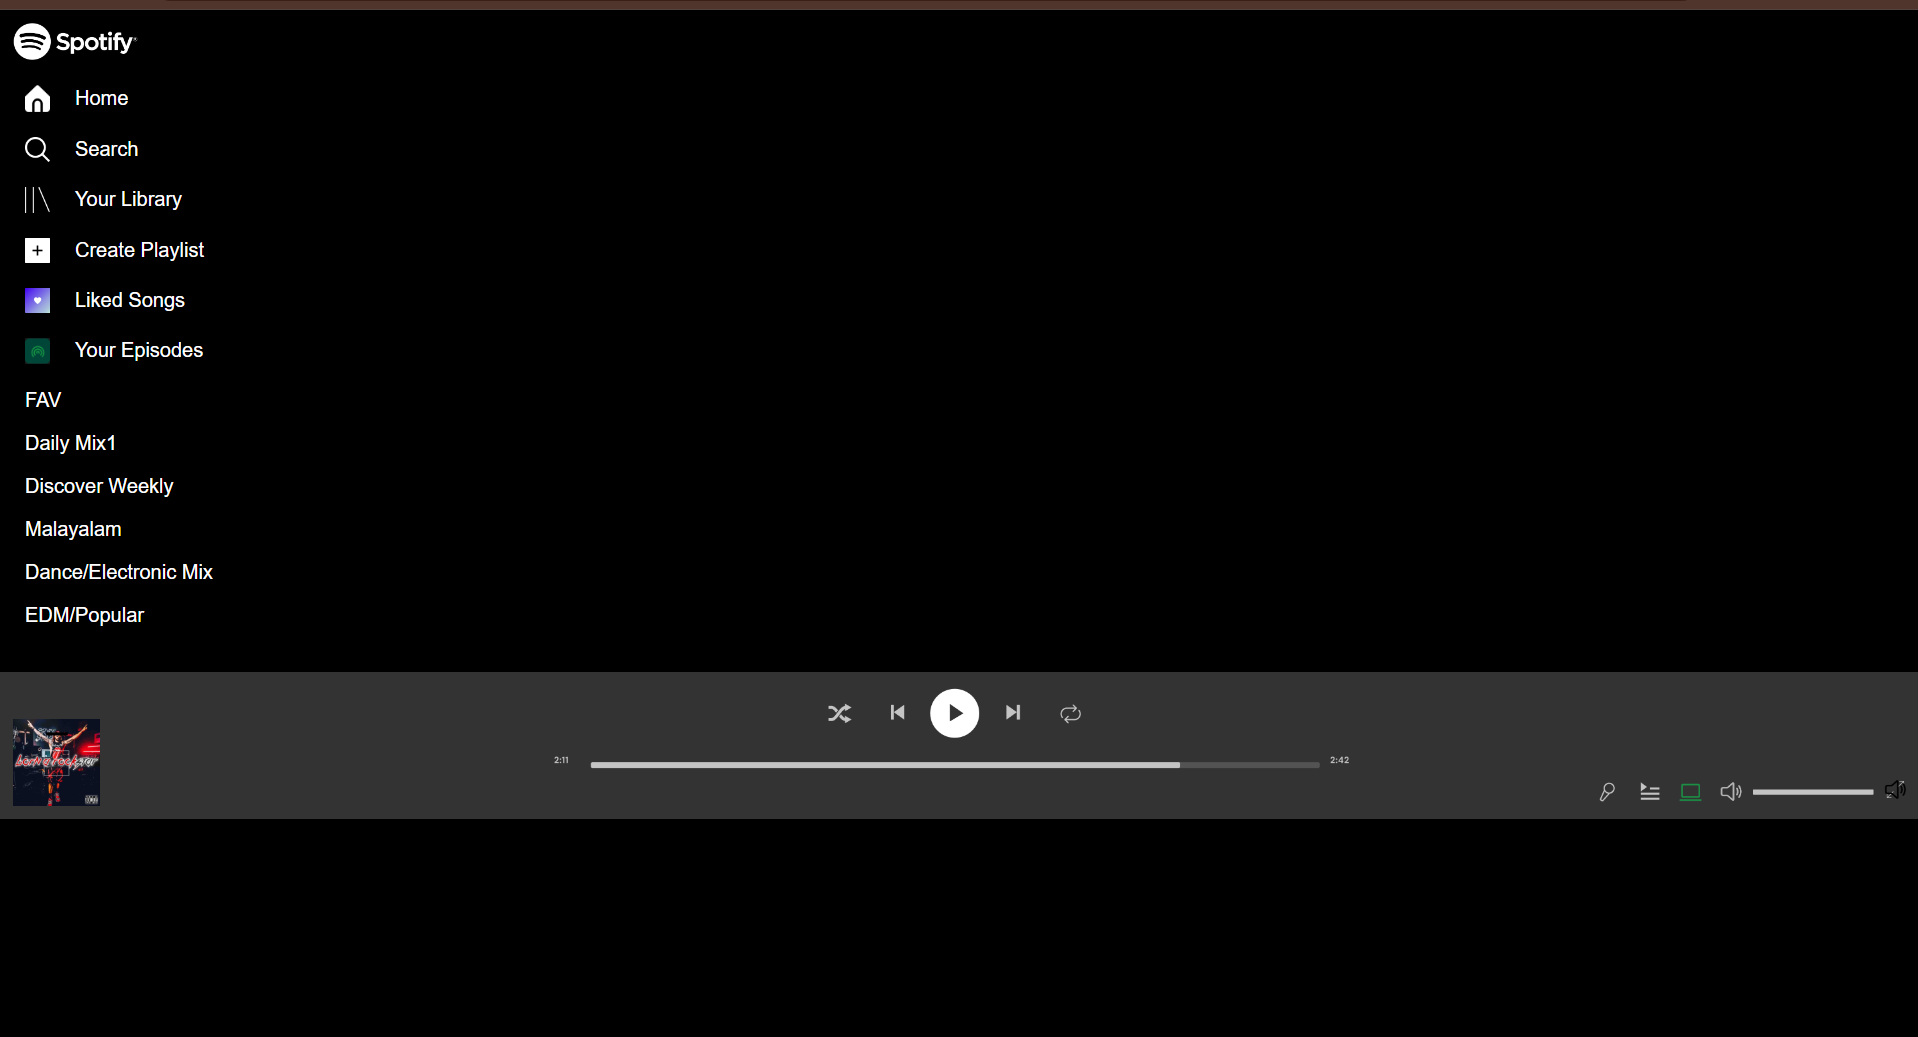 Spotify
Home
Search
Your Library
Create Playlist
Liked Songs
Your Episodes
FAV
Daily Mix1
Discover Weekly
Malayalam
Dance/Electronic Mix
EDM/Popular
2:11
2:42